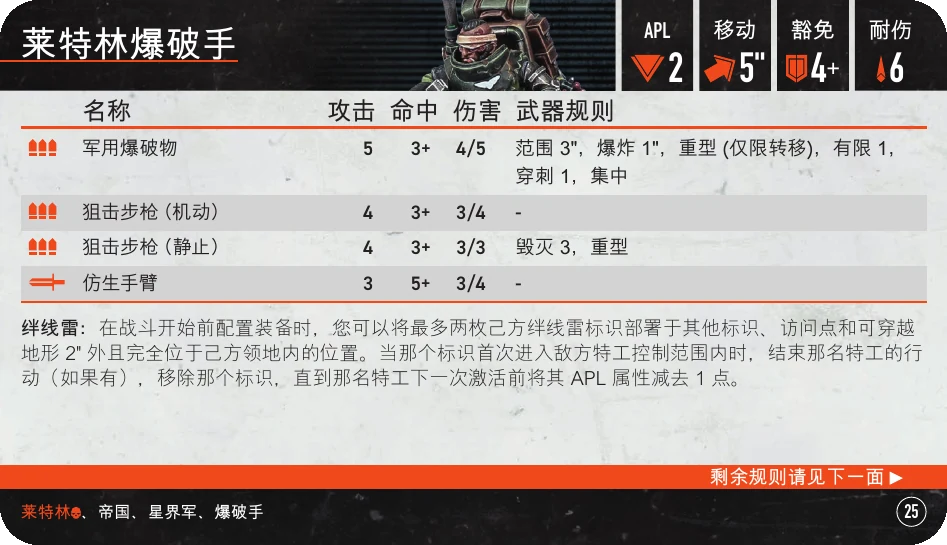 莱特林爆破手
APL 移动 豁免 耐伤
2 5" 4+ 6
名称 攻击 命中 伤害 武器规则
军用爆破物 5 3+ 4/5 范围 3"，爆炸 1"，重型 (仅限转移)，有限 1，
穿刺 1，集中
狙击步枪（机动） 4 3+ 3/4 -
狙击步枪（静止） 4 3+ 3/3 毁灭 3，重型
仿生手臂 3 5+ 3/4 -
绊线雷：在战斗开始前配置装备时，您可以将最多两枚己方绊线雷标识部署于其他标识、访问点和可穿越
地形 2" 外且完全位于己方领地内的位置。当那个标识首次进入敌方特工控制范围内时，结束那名特工的行
动（如果有），移除那个标识，直到那名特工下一次激活前将其 APL 属性减去 1 点。
剩余规则请见下一面▶
莱特林、帝国、星界军、爆破手
25